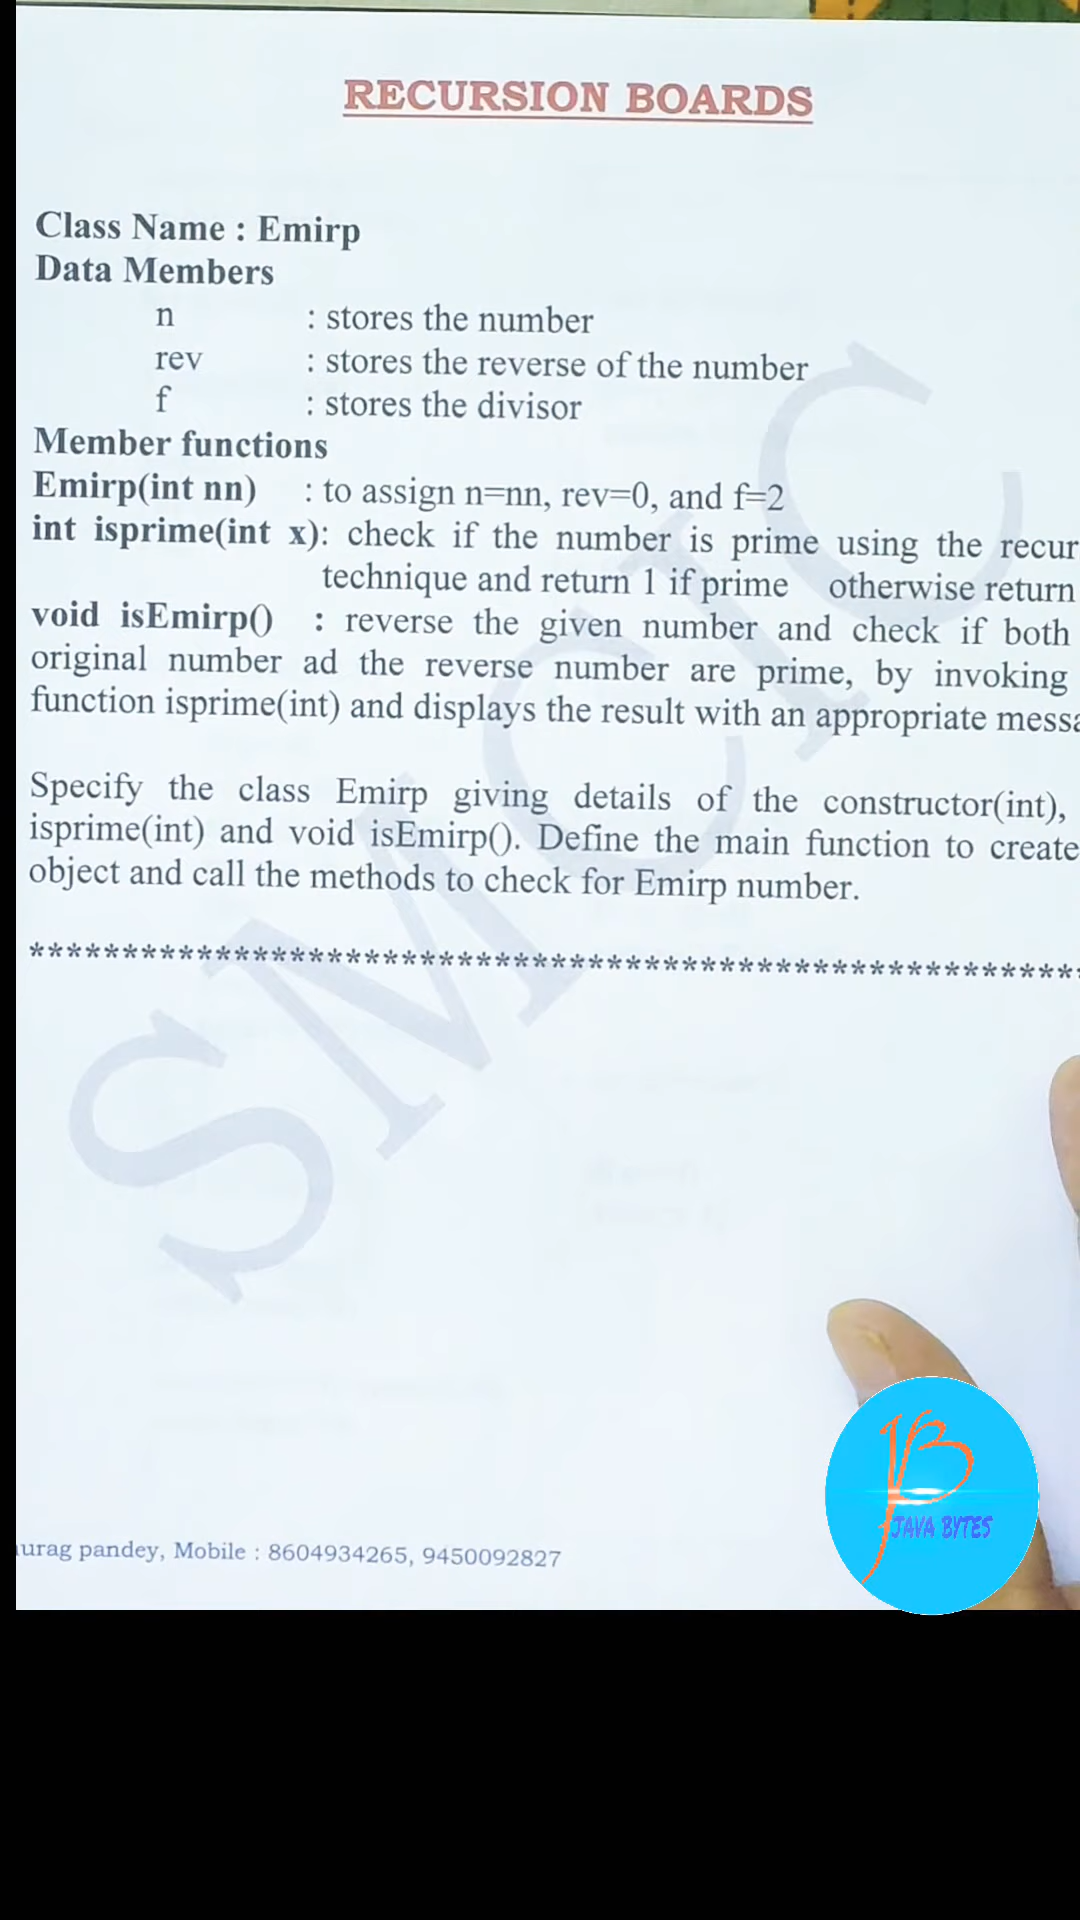 RECURSION BOARDS
Class Name : Emirp
Data Members
n : stores the number
rev : stores the reverse of the number
f : stores the divisor
Member functions
Emirp(int nn) : to assign n=nn, rev=0, and f=2
int isprime(int x): check if the number is prime using the recur
technique and return 1 if prime otherwise return
void isEmirp() : reverse the given number and check if both
original number ad the reverse number are prime, by invoking
function isprime(int) and displays the result with an appropriate messa
Specify the class Emirp giving details of the constructor(int),
isprime(int) and void isEmirp(). Define the main function to create
object and call the methods to check for Emirp number.
*********************************************************
SMCIC
urag pandey, Mobile : 8604934265, 9450092827
JB
JAVA BYTES